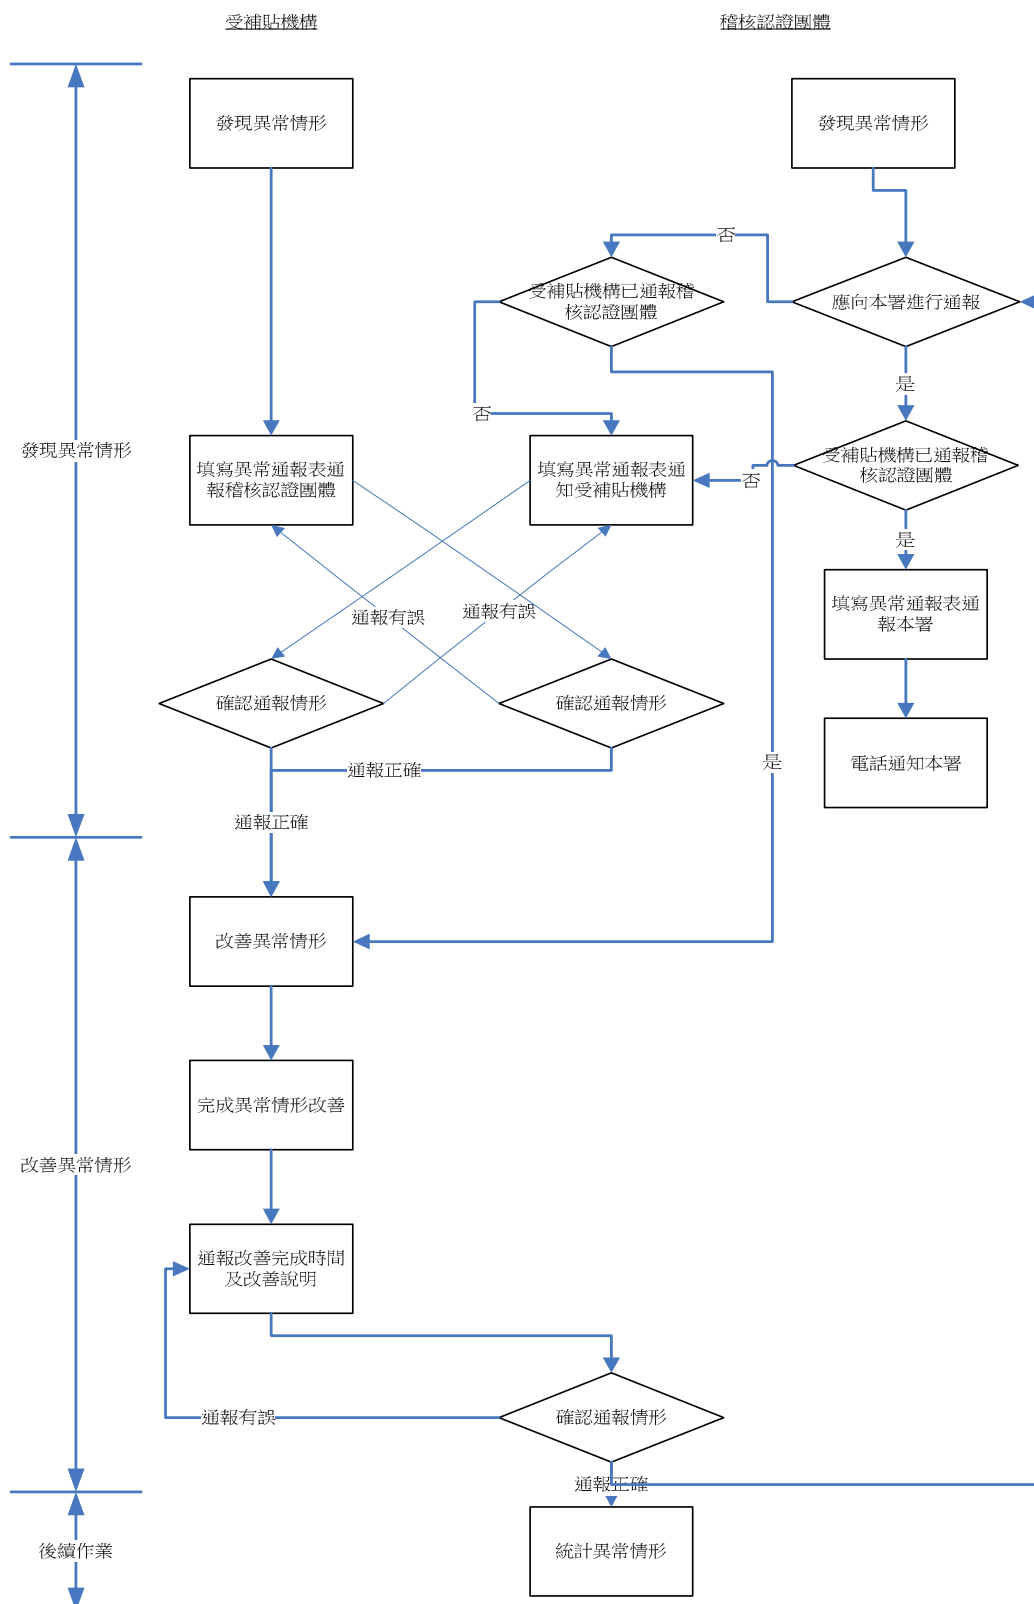 受補貼機構
稽核認證團體
發現異常情形
發現異常情形
否
受補貼機構已通報稽
核認證團體
應向本署進行通報
是
否
發現異常情形
填寫異常通報表通
報稽核認證團體
填寫異常通報表通
知受補貼機構
否
受補貼機構已通報稽
核認證團體
是
填寫異常通報表通
報本署
通報有誤
通報有誤
確認通報情形
確認通報情形
電話通知本署
通報正確
是
通報正確
改善異常情形
完成異常情形改善
改善異常情形
通報改善完成時間
及改善說明
通報有誤
確認通報情形
通報正確
後續作業
統計異常情形